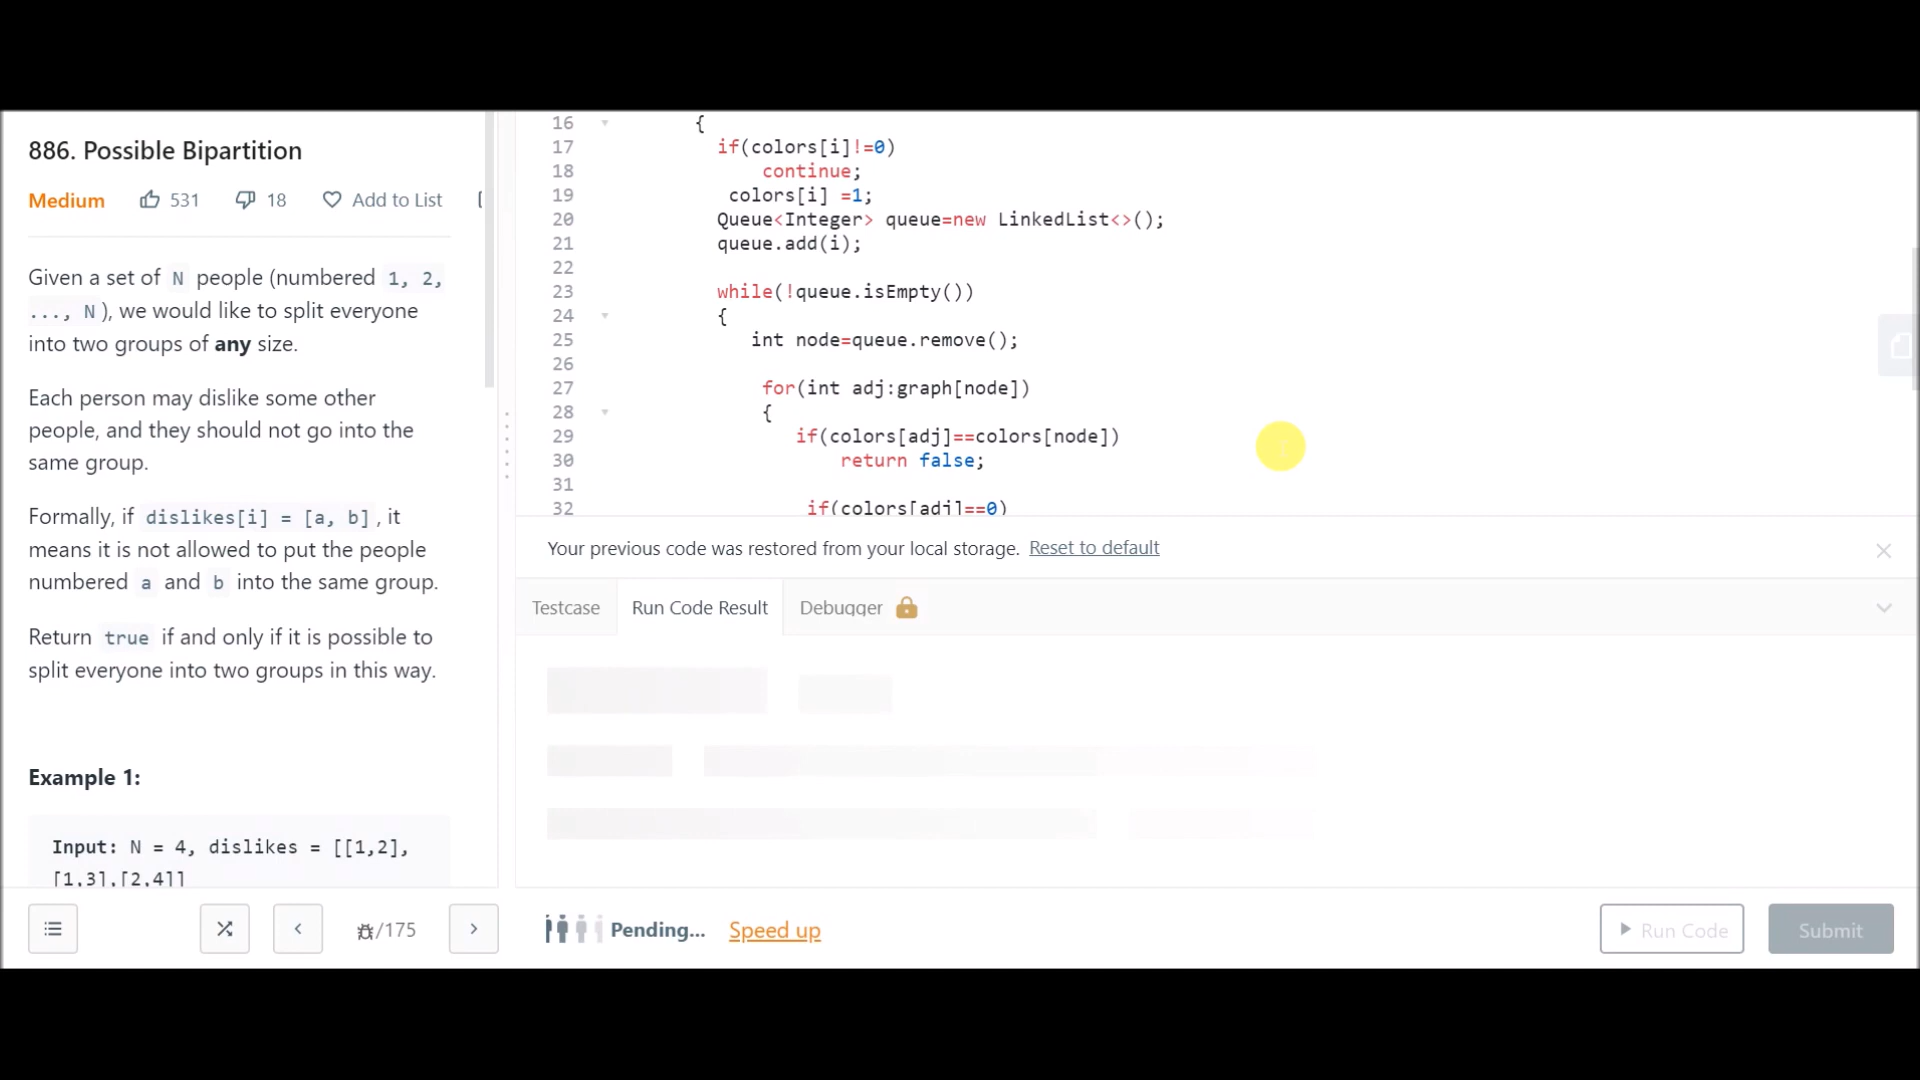 886. Possible Bipartition
Medium 531 18 Add to List
Given a set of N people (numbered 1, 2,
..., N ), we would like to split everyone
into two groups of any size.
Each person may dislike some other
people, and they should not go into the
same group.
Formally, if dislikes[i] = [a, b] , it
means it is not allowed to put the people
numbered a and b into the same group.
Return true if and only if it is possible to
split everyone into two groups in this way.
Example 1:
Input: N = 4, dislikes = [[1,2],
[1,3],[2,4]]
/175
16 {
17 if(colors[i]!=0)
18 continue;
19 colors[i] =1;
20 Queue<Integer> queue=new LinkedList<>();
21 queue.add(i);
22
23 while(!queue.isEmpty())
24 {
25 int node=queue.remove();
26
27 for(int adj:graph[node])
28 {
29 if(colors[adj]==colors[node])
30 return false;
31
32 if(colors[adj]==0)
Your previous code was restored from your local storage. Reset to default
Testcase Run Code Result Debugger
Pending... Speed up Run Code Submit